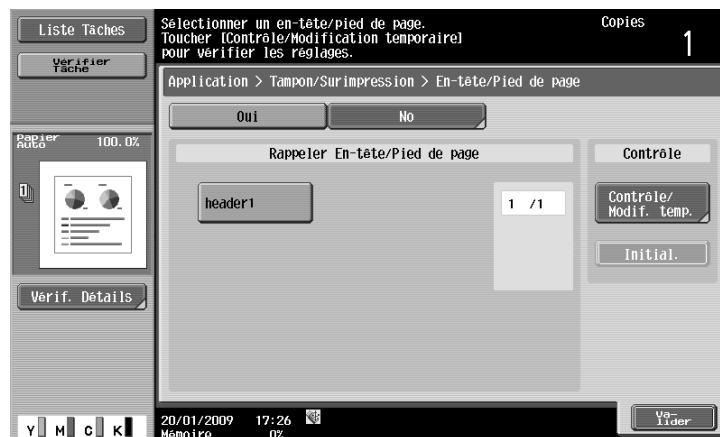 Liste Tâches
Vérifier
Tâche
Papier
Auto 100.0%
Vérif. Détails
Y M C K
Sélectionner un en-tête/pied de page.
Toucher [Contrôle/Modification temporaire]
pour vérifier les réglages.
Copies
1
Application > Tampon/Surimpression > En-tête/Pied de page
Oui No
Rappeler En-tête/Pied de page
header1
1 /1
Contrôle
Contrôle/
Modif. temp.
Initial.
20/01/2009 17:26
Mémoire 0%
Va-
lider